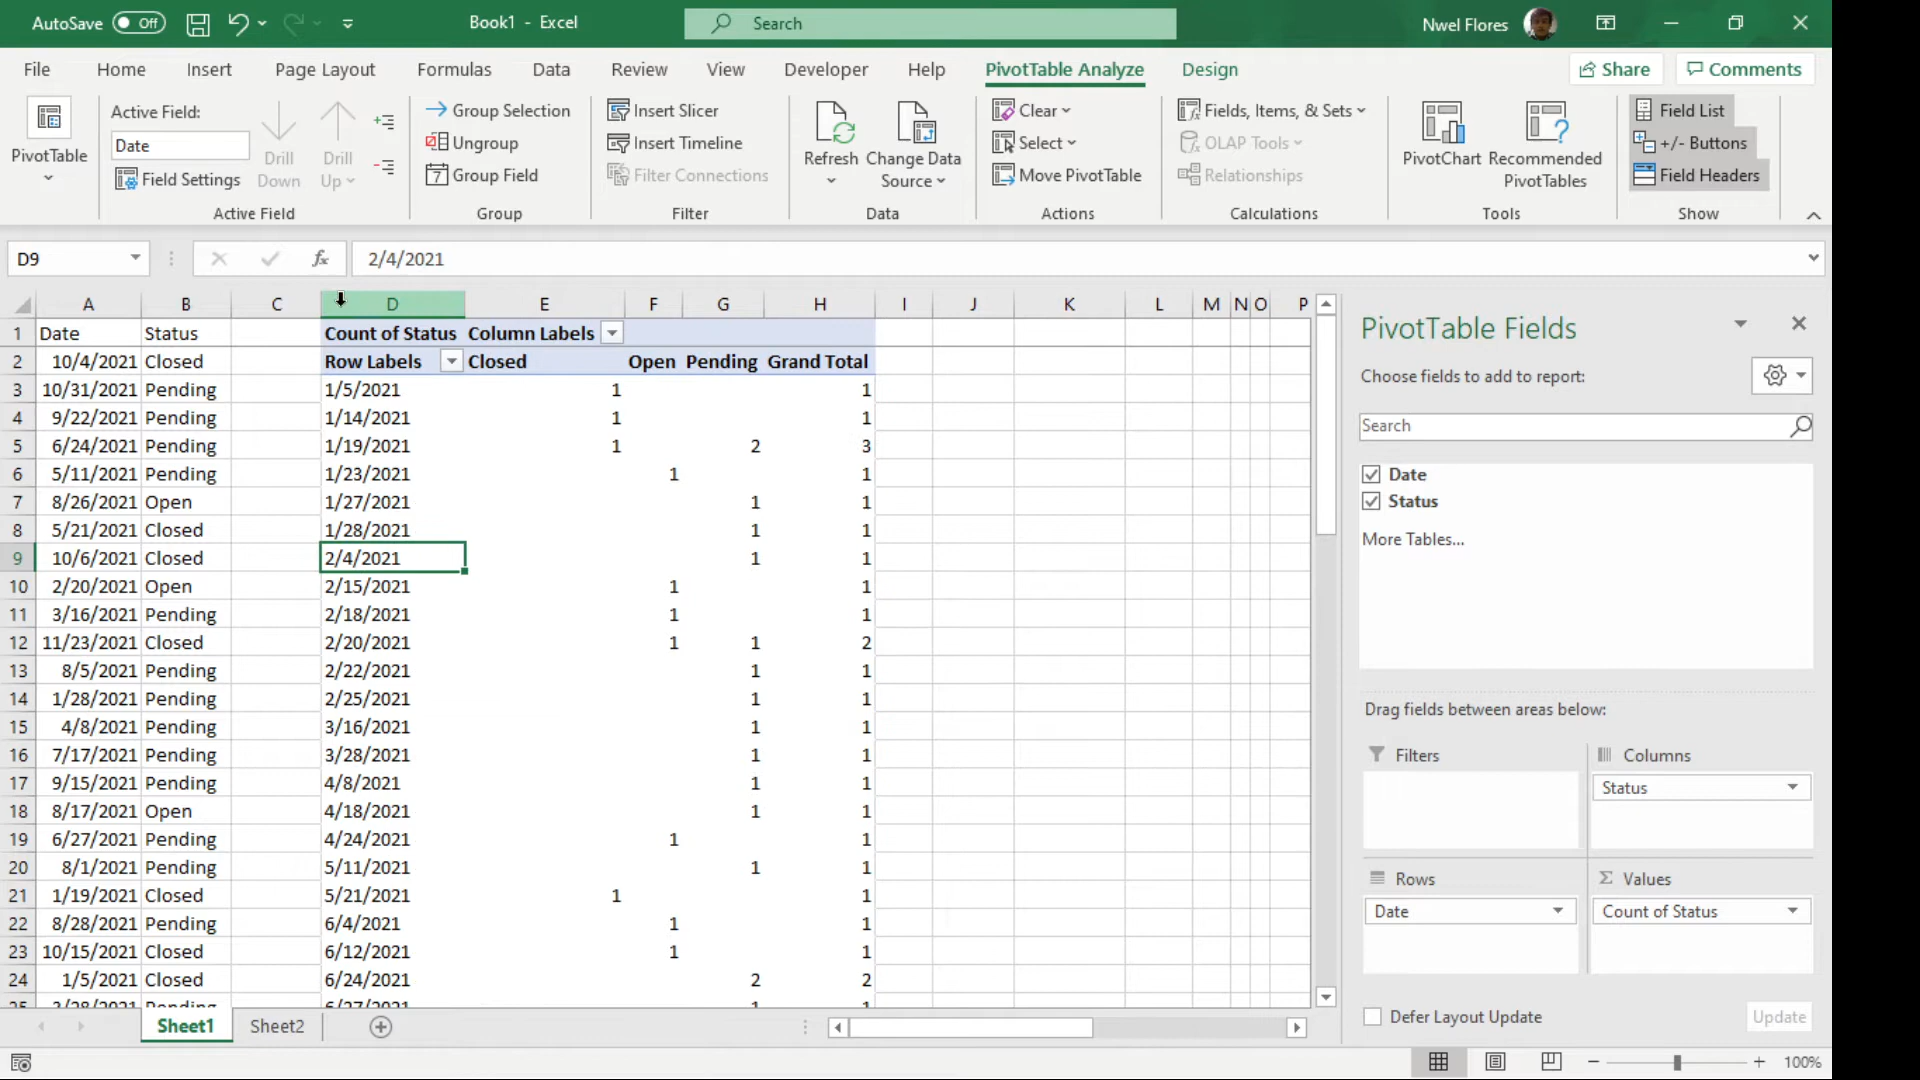 AutoSave Off Book1 - Excel Search Nwel Flores
File Home Insert Page Layout Formulas Data Review View Developer Help PivotTable Analyze Design Share Comments
PivotTable
Active Field:
Date
Field Settings
Drill Down
Drill Up
Active Field
Group Selection
Ungroup
Group Field
Group
Insert Slicer
Insert Timeline
Filter Connections
Filter
Refresh
Change Data Source
Data
Clear
Select
Move PivotTable
Actions
Fields, Items, & Sets
OLAP Tools
Relationships
Calculations
PivotChart
Recommended PivotTables
Tools
Field List
+/- Buttons
Field Headers
Show
D9 fx 2/4/2021
A B C D E F G H I J K L M N O P
1 Date Status Count of Status Column Labels
2 10/4/2021 Closed Row Labels Closed Open Pending Grand Total
3 10/31/2021 Pending 1/5/2021 1 1
4 9/22/2021 Pending 1/14/2021 1 1
5 6/24/2021 Pending 1/19/2021 1 2 3
6 5/11/2021 Pending 1/23/2021 1 1
7 8/26/2021 Open 1/27/2021 1 1
8 5/21/2021 Closed 1/28/2021 1 1
9 10/6/2021 Closed 2/4/2021 1 1
10 2/20/2021 Open 2/15/2021 1 1
11 3/16/2021 Pending 2/18/2021 1 1
12 11/23/2021 Closed 2/20/2021 1 1 2
13 8/5/2021 Pending 2/22/2021 1 1
14 1/28/2021 Pending 2/25/2021 1 1
15 4/8/2021 Pending 3/16/2021 1 1
16 7/17/2021 Pending 3/28/2021 1 1
17 9/15/2021 Pending 4/8/2021 1 1
18 8/17/2021 Open 4/18/2021 1 1
19 6/27/2021 Pending 4/24/2021 1 1
20 8/1/2021 Pending 5/11/2021 1 1
21 1/19/2021 Closed 5/21/2021 1 1
22 8/28/2021 Pending 6/4/2021 1 1
23 10/15/2021 Closed 6/12/2021 1 1
24 1/5/2021 Closed 6/24/2021 2 2
25 3/28/2021 Pending 6/27/2021 1 1
Sheet1 Sheet2
PivotTable Fields
Choose fields to add to report:
Search
Date
Status
More Tables...
Drag fields between areas below:
Filters
Columns
Status
Rows
Date
Values
Count of Status
Defer Layout Update Update
100%